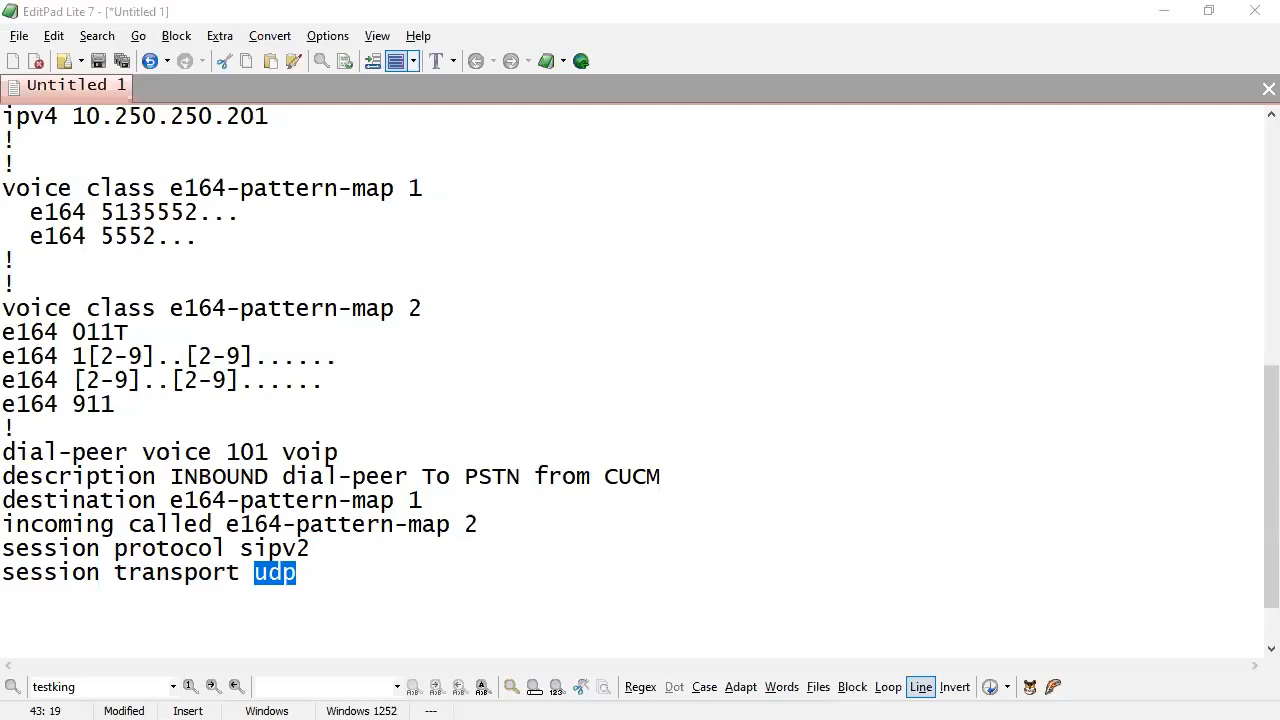 EditPad Lite 7 - [*Untitled 1]
File Edit Search Go Block Extra Convert Options View Help
Untitled 1
ipv4 10.250.250.201
!
!
voice class e164-pattern-map 1
e164 5135552...
e164 5552...
!
!
voice class e164-pattern-map 2
e164 011T
e164 1[2-9]..[2-9]......
e164 [2-9]..[2-9]......
e164 911
!
dial-peer voice 101 voip
description INBOUND dial-peer To PSTN from CUCM
destination e164-pattern-map 1
incoming called e164-pattern-map 2
session protocol sipv2
session transport udp
testking Regex Dot Case Adapt Words Files Block Loop Line Invert
43: 19 Modified Insert Windows Windows 1252 ---